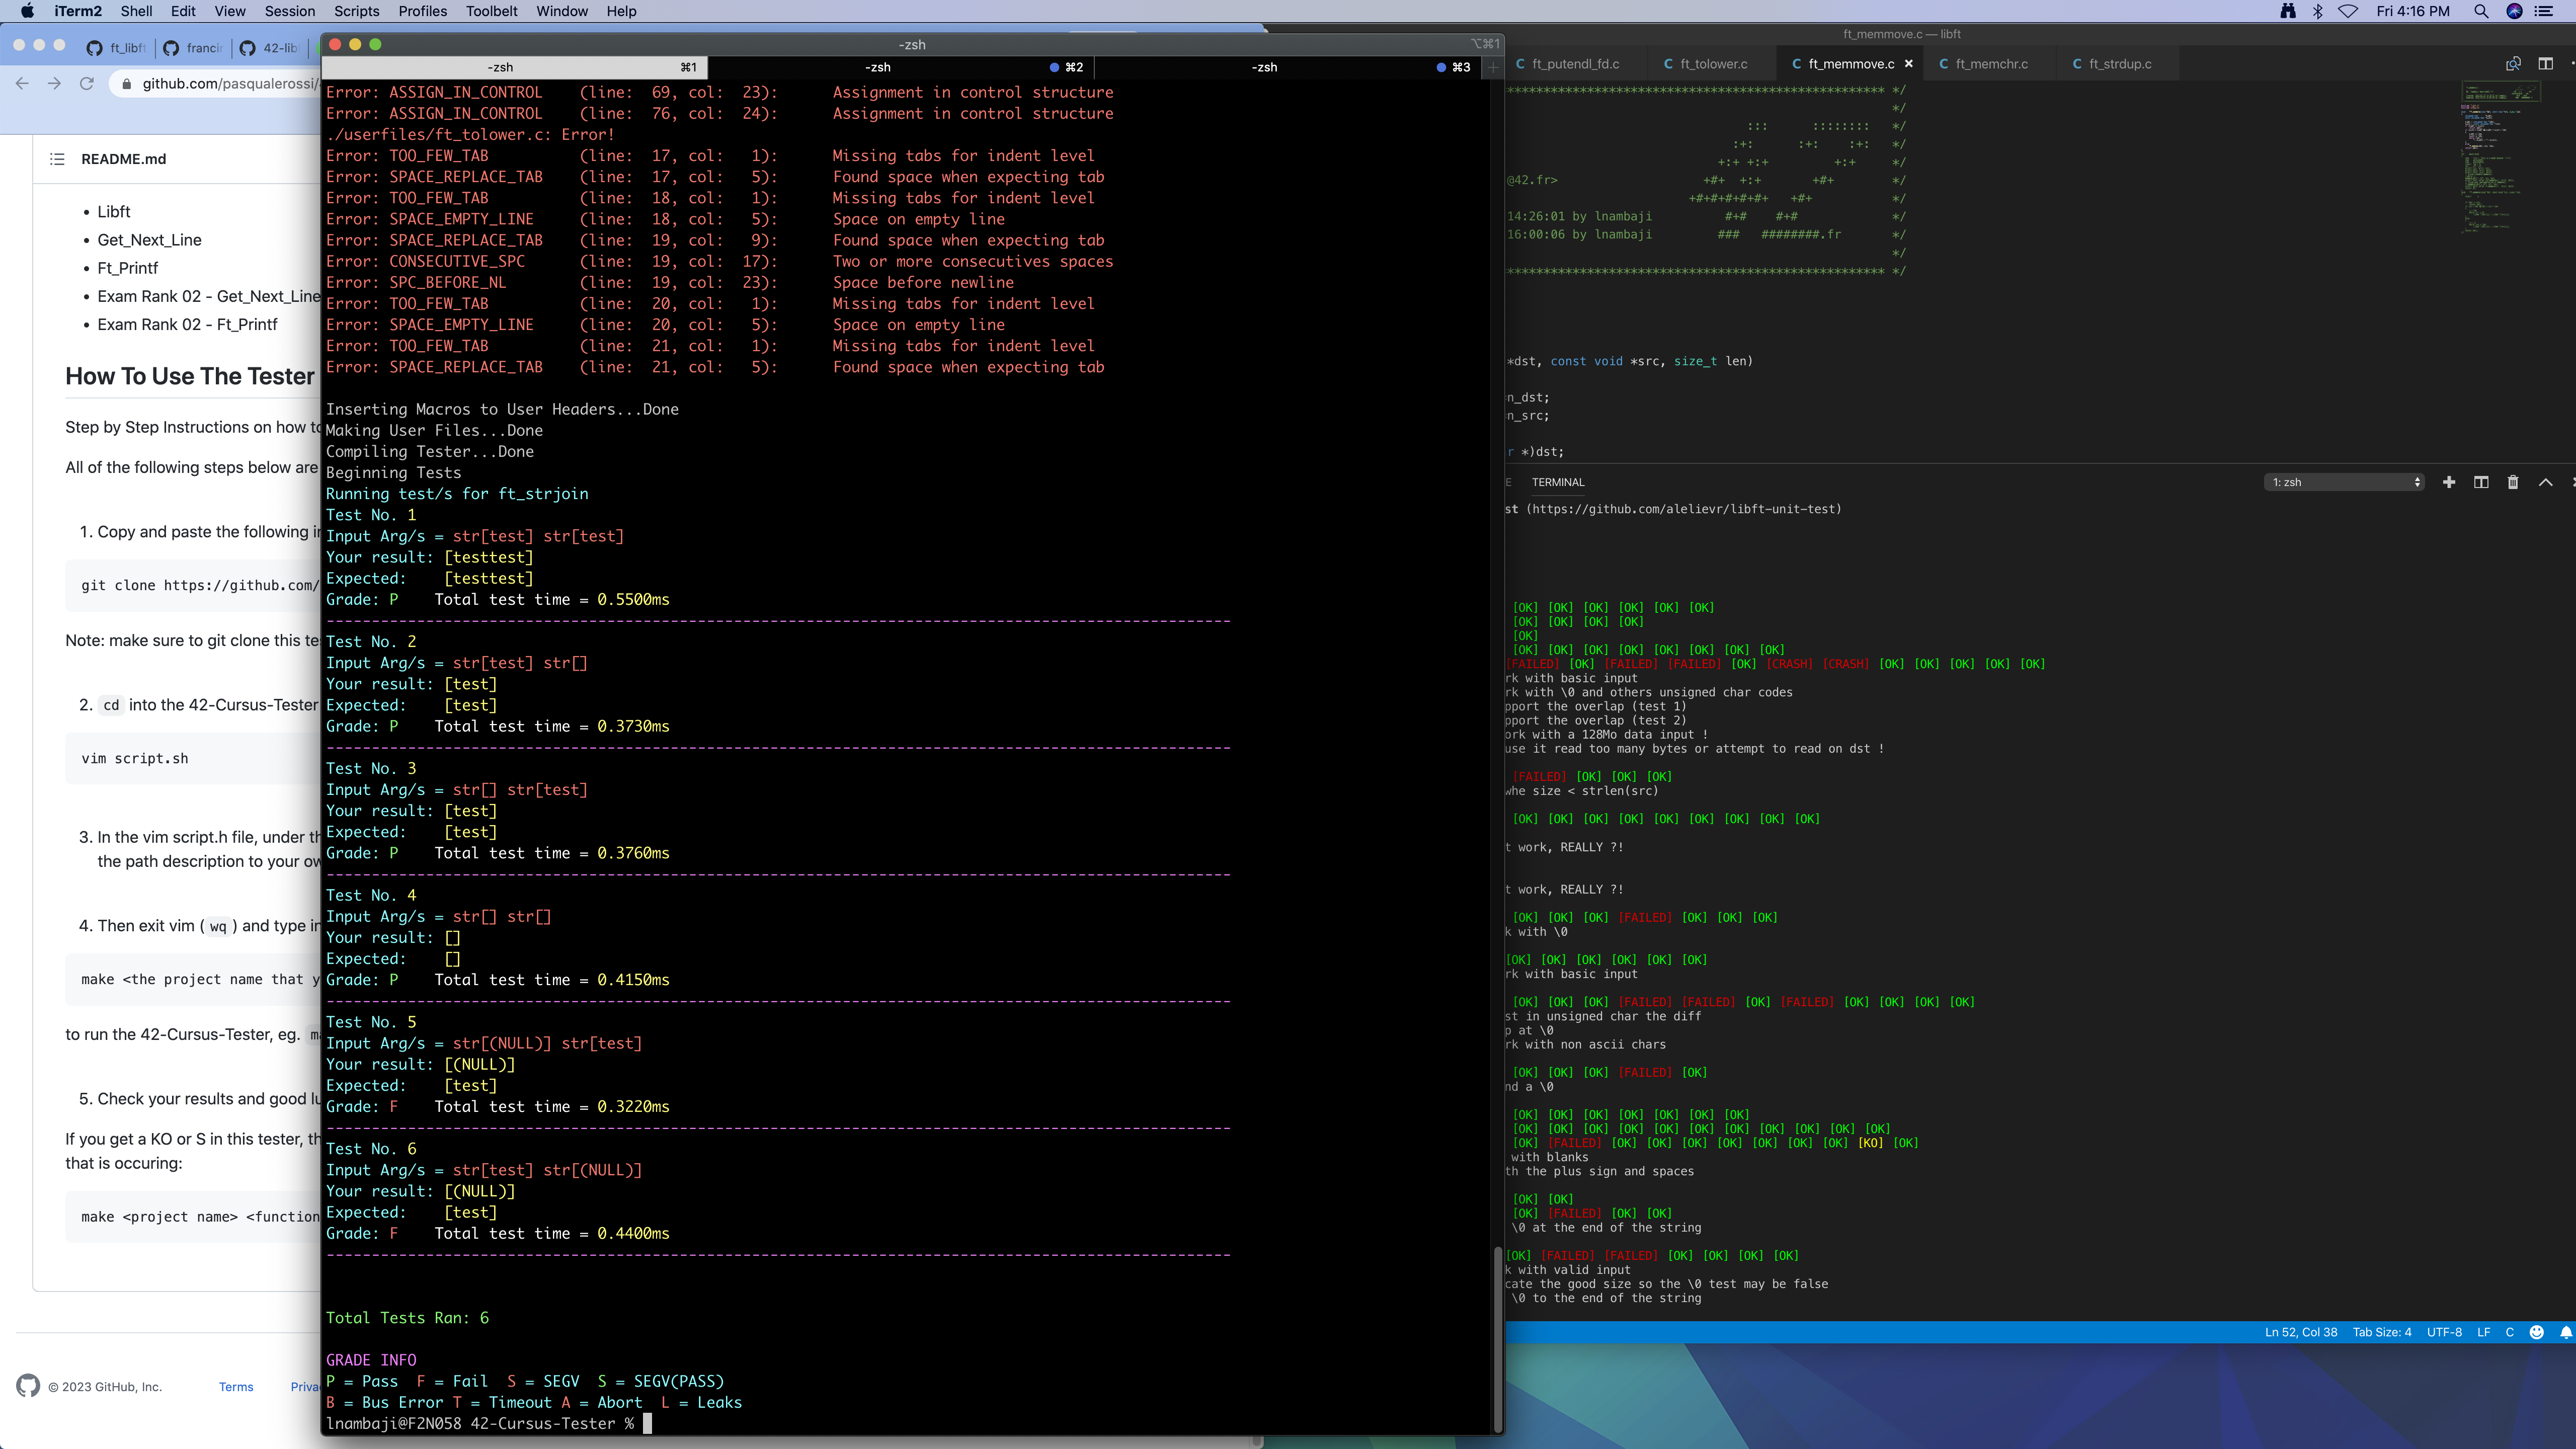 iTerm2 Shell Edit View Session Scripts Profiles Toolbelt Window Help Fri 4:16 PM
ft_libft francin 42-lib
github.com/pasqualerossi/
README.md
Libft
Get_Next_Line
Ft_Printf
Exam Rank 02 - Get_Next_Line
Exam Rank 02 - Ft_Printf
How To Use The Tester
Step by Step Instructions on how to
All of the following steps below are
1. Copy and paste the following in
git clone https://github.com/
Note: make sure to git clone this te
2. cd into the 42-Cursus-Tester
vim script.sh
3. In the vim script.h file, under th
the path description to your ow
4. Then exit vim ( wq ) and type in
make <the project name that y
to run the 42-Cursus-Tester, eg. ma
5. Check your results and good lu
If you get a KO or S in this tester, th
that is occuring:
make <project name> <function
© 2023 GitHub, Inc. Terms Privac
-zsh ⌥⌘1
-zsh ⌘1 -zsh ⌘2 -zsh ⌘3
Error: ASSIGN_IN_CONTROL (line: 69, col: 23): Assignment in control structure
Error: ASSIGN_IN_CONTROL (line: 76, col: 24): Assignment in control structure
./userfiles/ft_tolower.c: Error!
Error: TOO_FEW_TAB (line: 17, col: 1): Missing tabs for indent level
Error: SPACE_REPLACE_TAB (line: 17, col: 5): Found space when expecting tab
Error: TOO_FEW_TAB (line: 18, col: 1): Missing tabs for indent level
Error: SPACE_EMPTY_LINE (line: 18, col: 5): Space on empty line
Error: SPACE_REPLACE_TAB (line: 19, col: 9): Found space when expecting tab
Error: CONSECUTIVE_SPC (line: 19, col: 17): Two or more consecutives spaces
Error: SPC_BEFORE_NL (line: 19, col: 23): Space before newline
Error: TOO_FEW_TAB (line: 20, col: 1): Missing tabs for indent level
Error: SPACE_EMPTY_LINE (line: 20, col: 5): Space on empty line
Error: TOO_FEW_TAB (line: 21, col: 1): Missing tabs for indent level
Error: SPACE_REPLACE_TAB (line: 21, col: 5): Found space when expecting tab
Inserting Macros to User Headers...Done
Making User Files...Done
Compiling Tester...Done
Beginning Tests
Running test/s for ft_strjoin
Test No. 1
Input Arg/s = str[test] str[test]
Your result: [testtest]
Expected: [testtest]
Grade: P Total test time = 0.5500ms
----------------------------------------------------------------------------------------------------
Test No. 2
Input Arg/s = str[test] str[]
Your result: [test]
Expected: [test]
Grade: P Total test time = 0.3730ms
----------------------------------------------------------------------------------------------------
Test No. 3
Input Arg/s = str[] str[test]
Your result: [test]
Expected: [test]
Grade: P Total test time = 0.3760ms
----------------------------------------------------------------------------------------------------
Test No. 4
Input Arg/s = str[] str[]
Your result: []
Expected: []
Grade: P Total test time = 0.4150ms
----------------------------------------------------------------------------------------------------
Test No. 5
Input Arg/s = str[(NULL)] str[test]
Your result: [(NULL)]
Expected: [test]
Grade: F Total test time = 0.3220ms
----------------------------------------------------------------------------------------------------
Test No. 6
Input Arg/s = str[test] str[(NULL)]
Your result: [(NULL)]
Expected: [test]
Grade: F Total test time = 0.4400ms
----------------------------------------------------------------------------------------------------
Total Tests Ran: 6
GRADE INFO
P = Pass F = Fail S = SEGV S = SEGV(PASS)
B = Bus Error T = Timeout A = Abort L = Leaks
lnambaji@F2N058 42-Cursus-Tester %
ft_memmove.c — libft
C ft_putendl_fd.c C ft_tolower.c C ft_memmove.c × C ft_memchr.c C ft_strdup.c
**************************************************** */
*/
::: :::::::: */
:+: :+: :+: */
+:+ +:+ +:+ */
@42.fr> +#+ +:+ +#+ */
+#+#+#+#+#+ +#+ */
14:26:01 by lnambaji #+# #+# */
16:00:06 by lnambaji ### ########.fr */
*/
**************************************************** */
*dst, const void *src, size_t len)
n_dst;
n_src;
r *)dst;
E TERMINAL 1: zsh
st (https://github.com/alelievr/libft-unit-test)
[OK] [OK] [OK] [OK] [OK] [OK]
[OK] [OK] [OK] [OK]
[OK]
[OK] [OK] [OK] [OK] [OK] [OK] [OK] [OK]
[FAILED] [OK] [FAILED] [FAILED] [OK] [CRASH] [CRASH] [OK] [OK] [OK] [OK] [OK]
rk with basic input
rk with \0 and others unsigned char codes
pport the overlap (test 1)
pport the overlap (test 2)
ork with a 128Mo data input !
use it read too many bytes or attempt to read on dst !
[FAILED] [OK] [OK] [OK]
whe size < strlen(src)
[OK] [OK] [OK] [OK] [OK] [OK] [OK] [OK] [OK]
t work, REALLY ?!
t work, REALLY ?!
[OK] [OK] [OK] [FAILED] [OK] [OK] [OK]
k with \0
[OK] [OK] [OK] [OK] [OK] [OK]
rk with basic input
[OK] [OK] [OK] [FAILED] [FAILED] [OK] [FAILED] [OK] [OK] [OK] [OK]
st in unsigned char the diff
p at \0
rk with non ascii chars
[OK] [OK] [OK] [FAILED] [OK]
nd a \0
[OK] [OK] [OK] [OK] [OK] [OK] [OK]
[OK] [OK] [OK] [OK] [OK] [OK] [OK] [OK] [OK] [OK] [OK]
[OK] [FAILED] [OK] [OK] [OK] [OK] [OK] [OK] [OK] [KO] [OK]
with blanks
th the plus sign and spaces
[OK] [OK]
[OK] [FAILED] [OK] [OK]
\0 at the end of the string
[OK] [FAILED] [FAILED] [OK] [OK] [OK] [OK]
k with valid input
cate the good size so the \0 test may be false
\0 to the end of the string
Ln 52, Col 38 Tab Size: 4 UTF-8 LF C